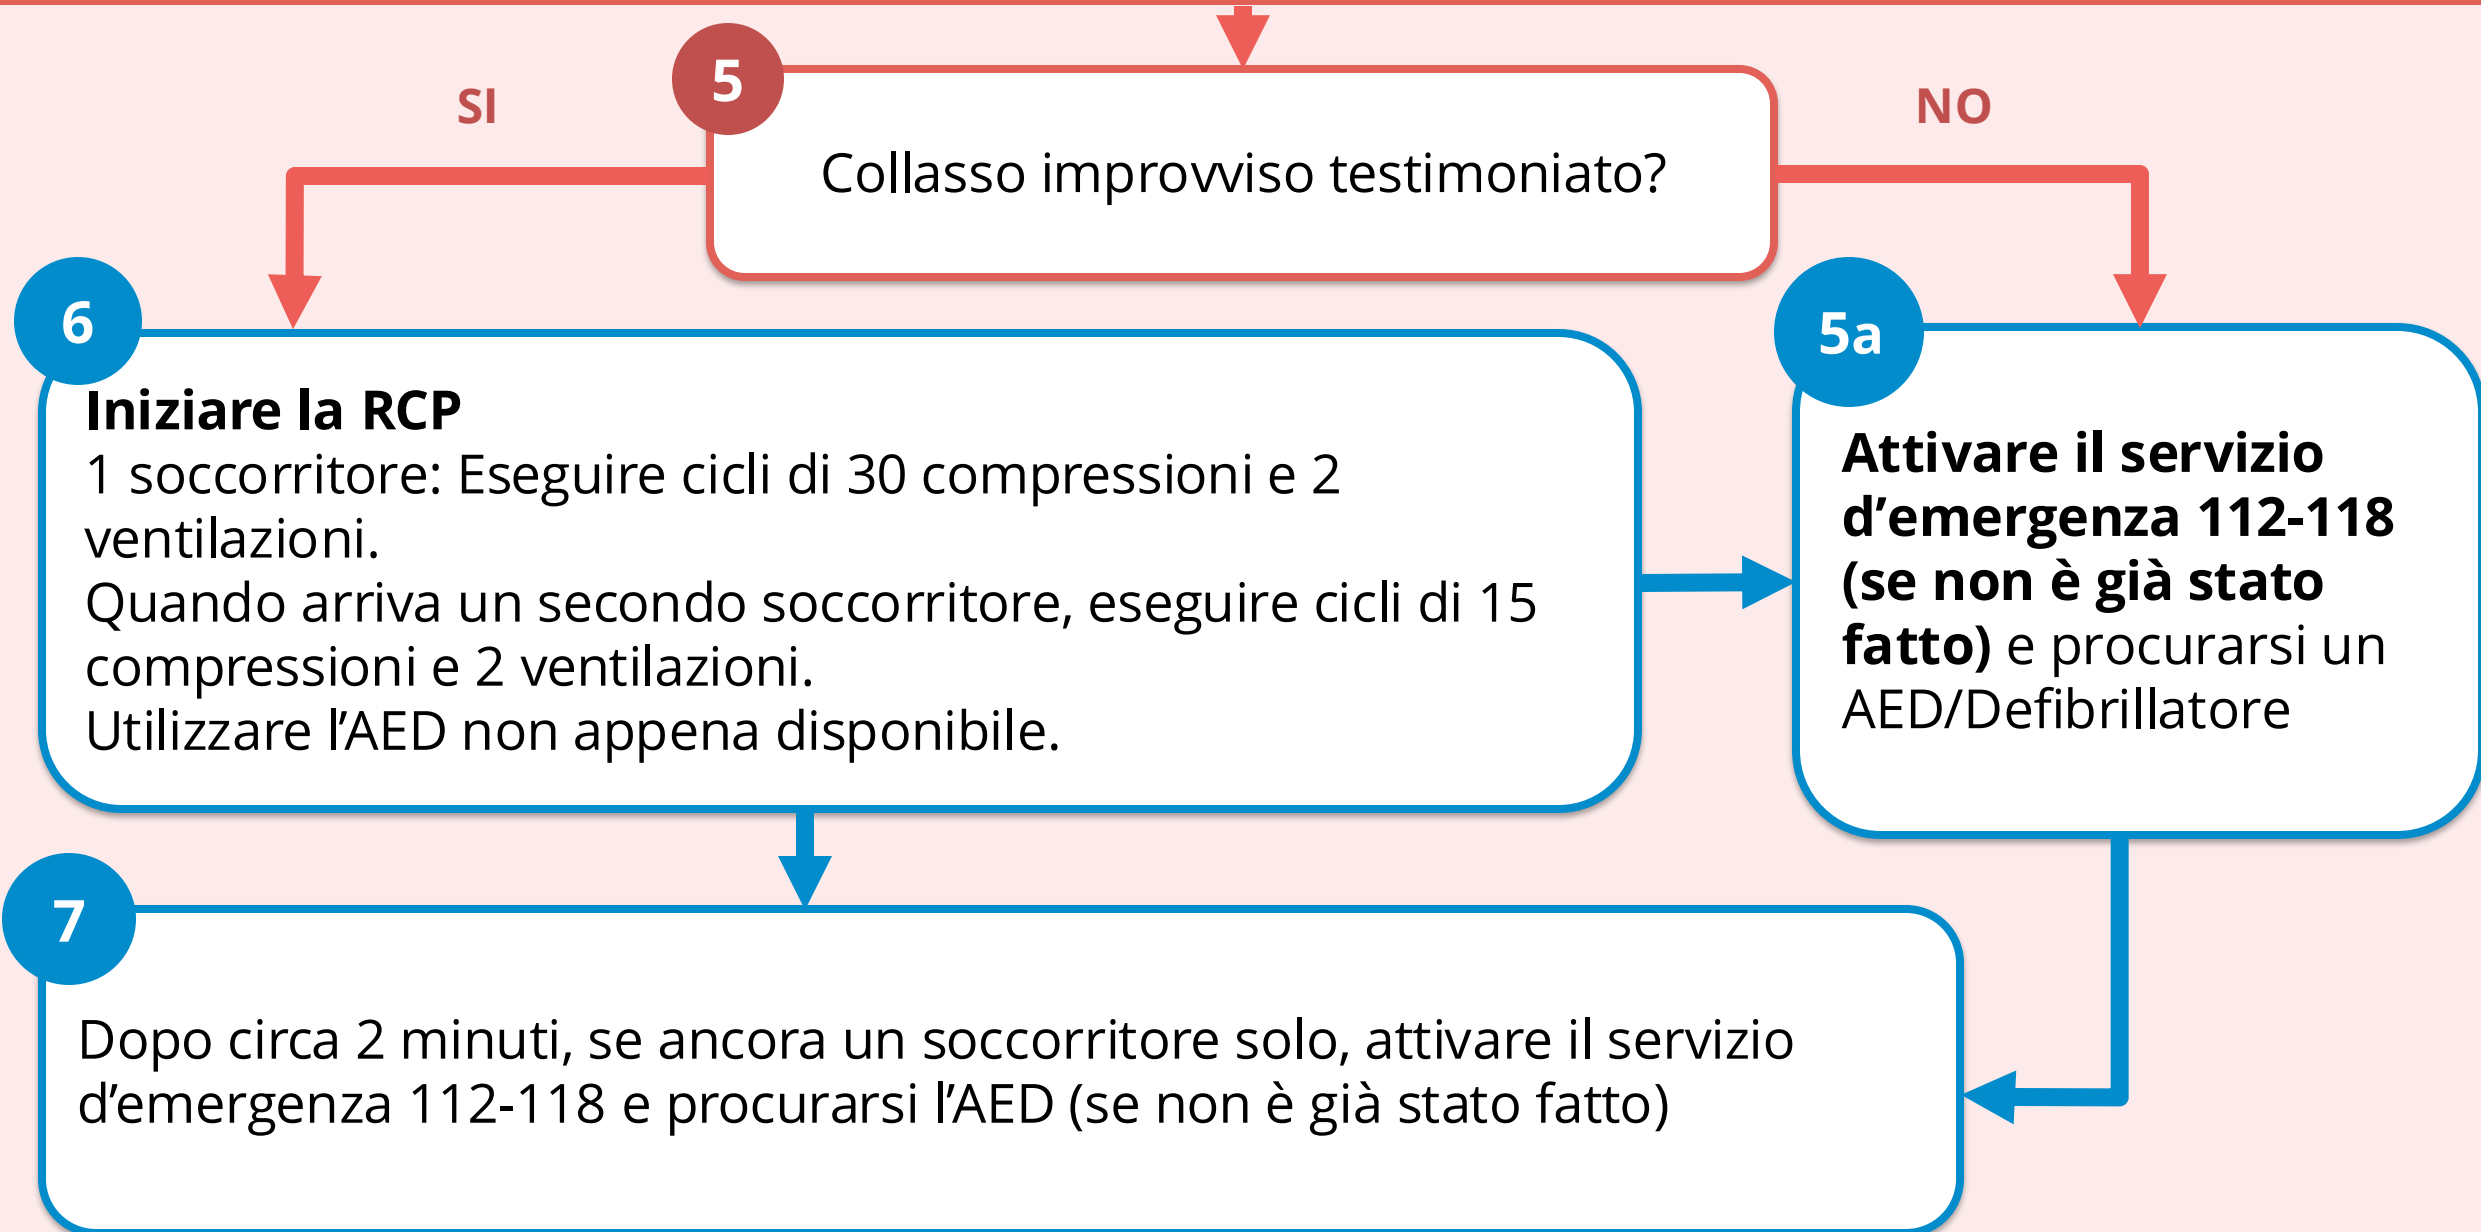 5
SI
NO
Collasso improvviso testimoniato?
6
Iniziare la RCP
1 soccorritore: Eseguire cicli di 30 compressioni e 2
ventilazioni.
Quando arriva un secondo soccorritore, eseguire cicli di 15
compressioni e 2 ventilazioni.
Utilizzare l’AED non appena disponibile.
5a
Attivare il servizio
d’emergenza 112-118
(se non è già stato
fatto) e procurarsi un
AED/Defibrillatore
7
Dopo circa 2 minuti, se ancora un soccorritore solo, attivare il servizio
d’emergenza 112-118 e procurarsi l’AED (se non è già stato fatto)